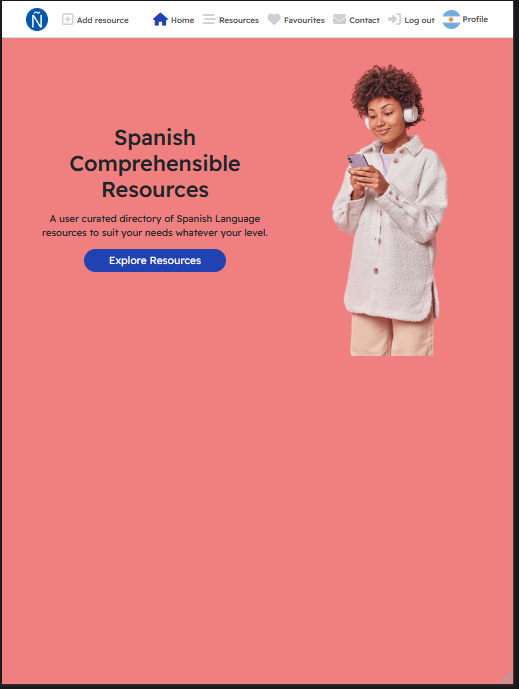 Ñ Add resource Home Resources Favourites Contact Log out Profile
Spanish
Comprehensible
Resources
A user curated directory of Spanish Language
resources to suit your needs whatever your level.
Explore Resources